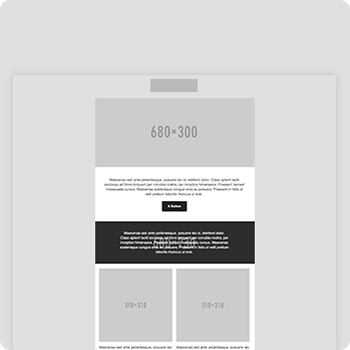 680×300
Maecenas sed ante pellentesque, posuere leo id, eleifend dolor. Class aptent taciti
sociosqu ad litora torquent per conubia nostra, per inceptos himenaeos. Praesent laoreet
malesuada cursus. Maecenas scelerisque congue eros eu posuere. Praesent in felis ut
velit pretium lobortis rhoncus ut erat.
A Button
Maecenas sed ante pellentesque, posuere leo id, eleifend dolor.
Class aptent taciti sociosqu ad litora torquent per conubia nostra, per
inceptos himenaeos. Praesent laoreet malesuada cursus. Maecenas
scelerisque congue eros eu posuere. Praesent in felis ut
velit pretium
lobortis rhoncus ut erat.
310×310
310×310
Maecenas sed ante pellentesque, posuere
Maecenas sed ante pellentesque, posuere